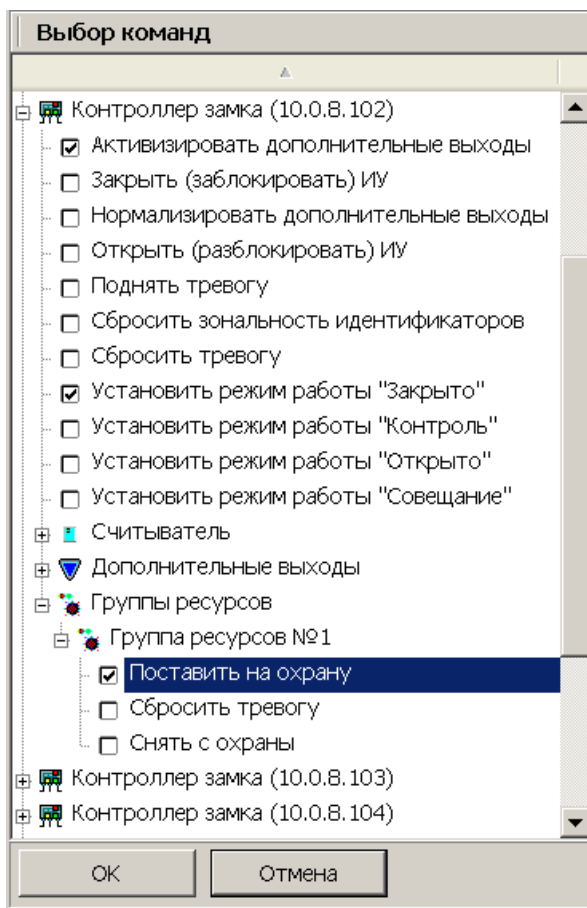 Выбор команд
Контроллер замка (10.0.8.102)
Активизировать дополнительные выходы
Закрыть (заблокировать) ИУ
Нормализировать дополнительные выходы
Открыть (разблокировать) ИУ
Поднять тревогу
Сбросить зональность идентификаторов
Сбросить тревогу
Установить режим работы "Закрыто"
Установить режим работы "Контроль"
Установить режим работы "Открыто"
Установить режим работы "Совещание"
Считыватель
Дополнительные выходы
Группы ресурсов
Группа ресурсов №1
Поставить на охрану
Сбросить тревогу
Снять с охраны
Контроллер замка (10.0.8.103)
Контроллер замка (10.0.8.104)
ОК Отмена